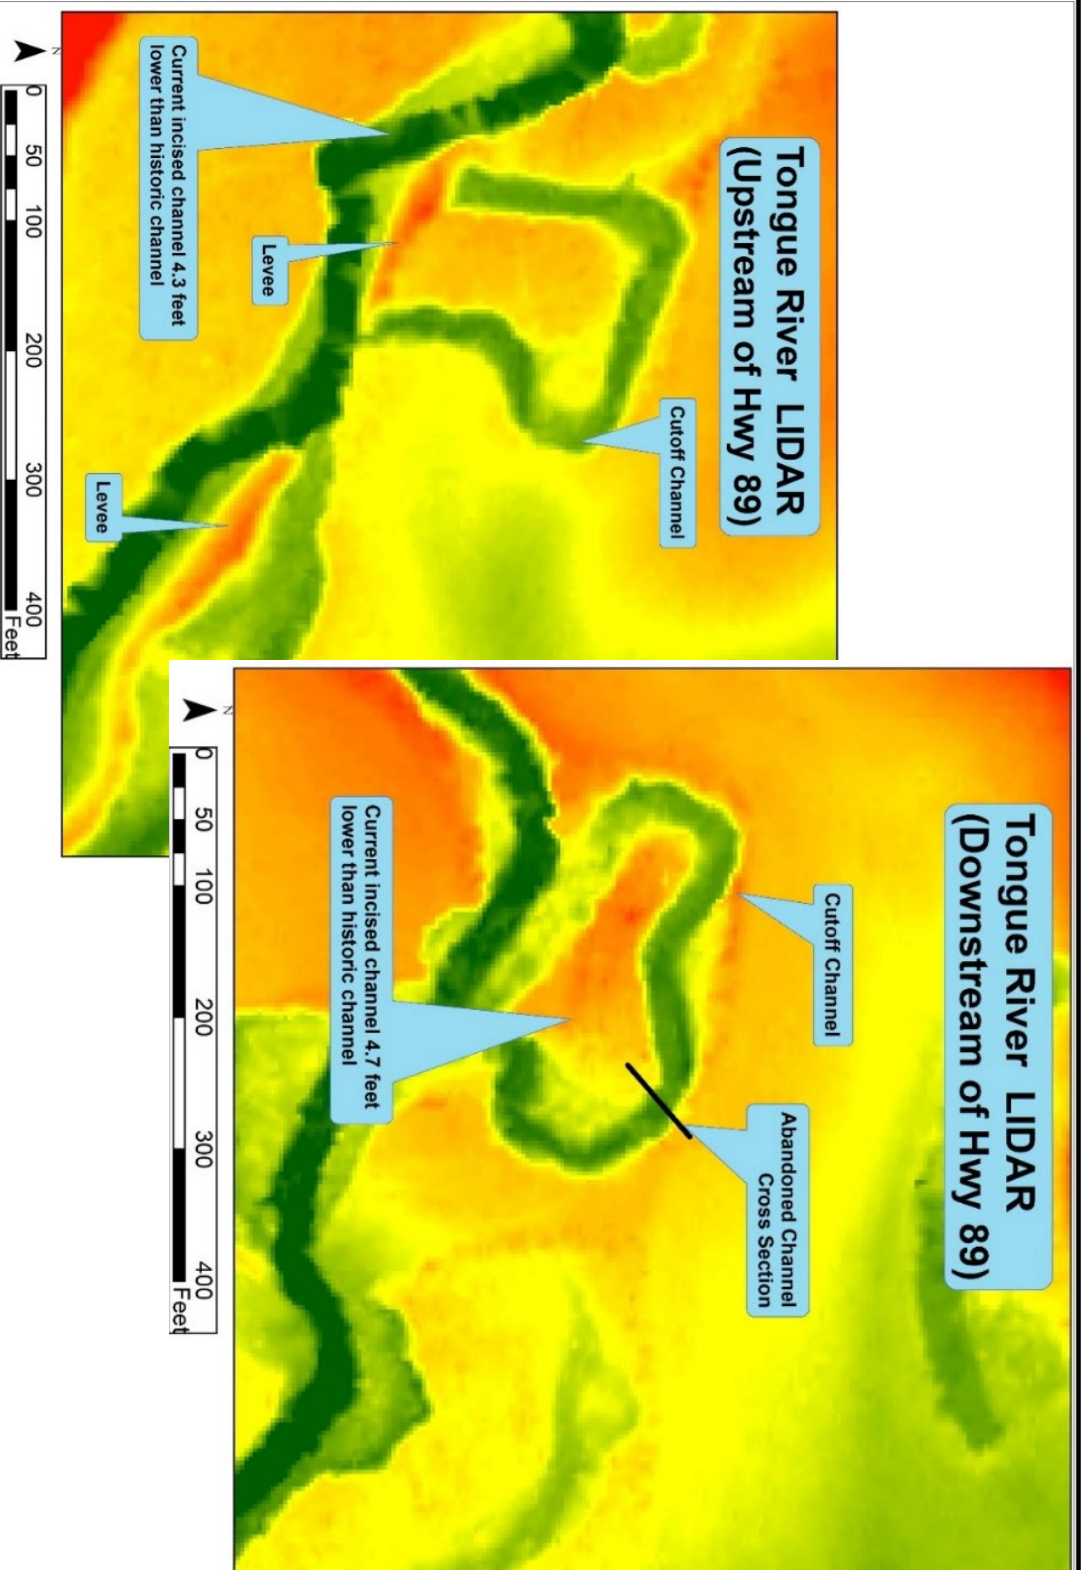 Tongue River LIDAR
(Upstream of Hwy 89)
Cutoff Channel
Levee
Current incised channel 4.3 feet
lower than historic channel
Levee
N
0 50 100 200 300 400
Feet
Tongue River LIDAR
(Downstream of Hwy 89)
Cutoff Channel
Abandoned Channel
Cross Section
Current incised channel 4.7 feet
lower than historic channel
N
0 50 100 200 300 400
Feet